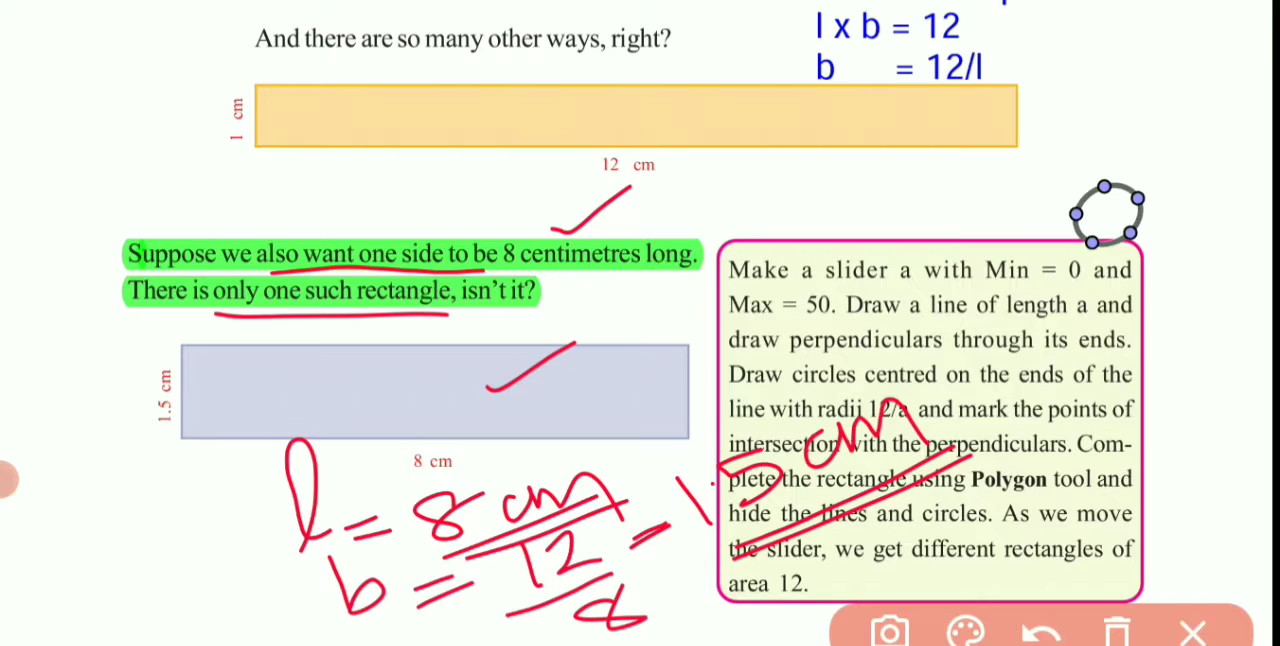 And there are so many other ways, right?
l x b = 12
b = 12/l
1 cm
12 cm
Suppose we also want one side to be 8 centimetres long.
There is only one such rectangle, isn't it?
1.5 cm
8 cm
l = 8 cm
b = 12/8 = 1.5 cm
Make a slider a with Min = 0 and
Max = 50. Draw a line of length a and
draw perpendiculars through its ends.
Draw circles centred on the ends of the
line with radii 12/a and mark the points of
intersection with the perpendiculars. Com-
plete the rectangle using Polygon tool and
hide the lines and circles. As we move
the slider, we get different rectangles of
area 12.